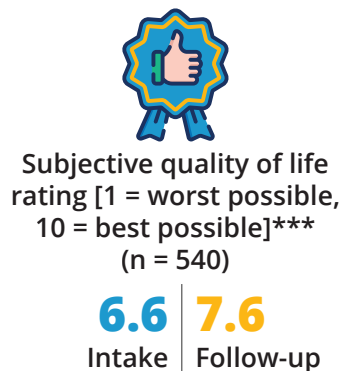 Subjective quality of life
rating [1 = worst possible,
10 = best possible]***
(n = 540)
6.6 7.6
Intake Follow-up